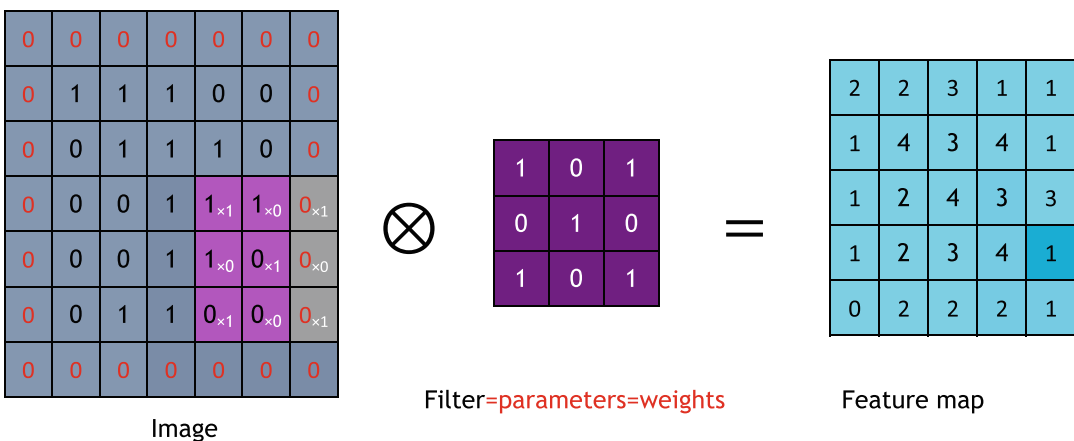 0 0 0 0 0 0 0
0 1 1 1 0 0 0
0 0 1 1 1 0 0
0 0 0 1 1×1 1×0 0×1
0 0 0 1 1×0 0×1 0×0
0 0 1 1 0×1 0×0 0×1
0 0 0 0 0 0 0
Image
⊗
1 0 1
0 1 0
1 0 1
Filter=parameters=weights
=
2 2 3 1 1
1 4 3 4 1
1 2 4 3 3
1 2 3 4 1
0 2 2 2 1
Feature map